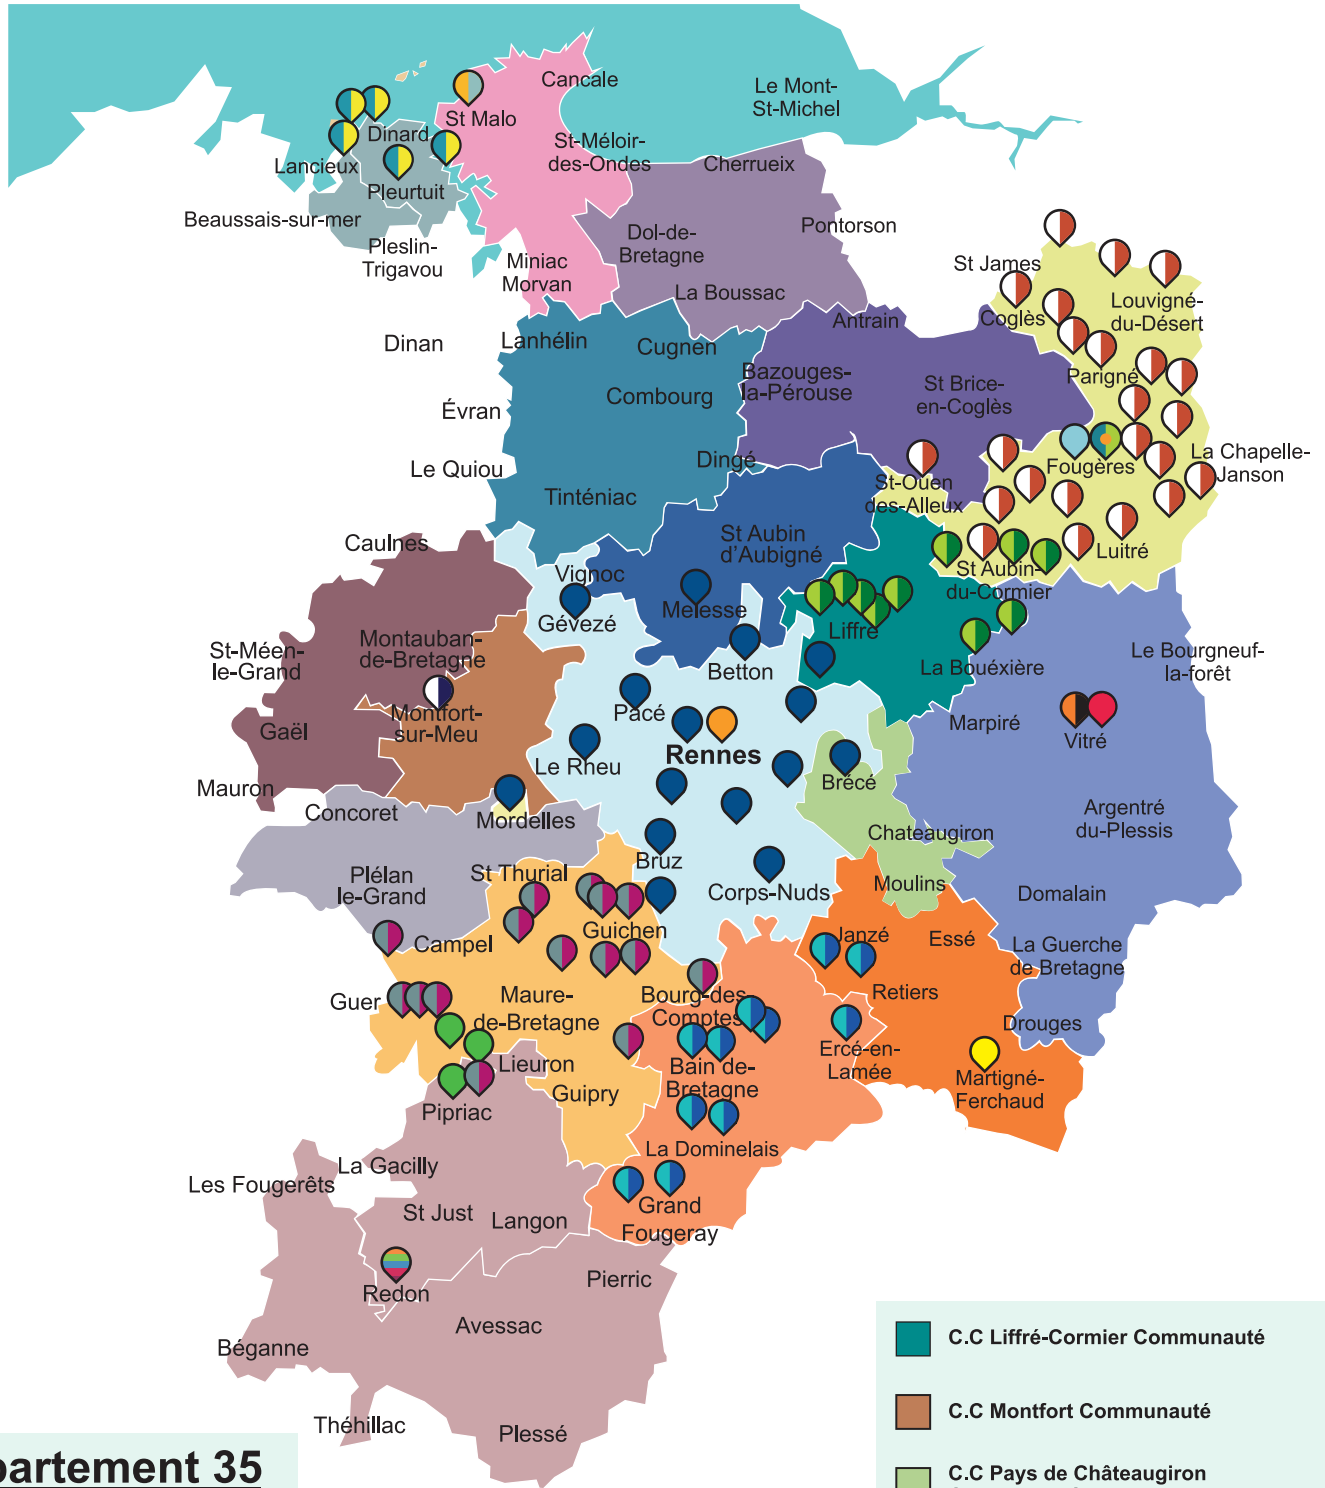 Cancale
Le Mont-
St-Michel
St Malo
Dinard
St-Méloir-
des-Ondes
Lancieux
Cherrueix
Pleurtuit
Beaussais-sur-mer
Pontorson
Dol-de-
Bretagne
Pleslin-
Trigavou
Miniac
Morvan
St James
La Boussac
Louvigné-
du-Désert
Coglès
Antrain
Dinan
Lanhélin
Cugnen
Bazouges-
la-Pérouse
St Brice-
en-Coglès
Parigné
Combourg
Évran
Le Quiou
Dingé
Fougères
La Chapelle-
Janson
Tinténiac
St-Ouen
des-Alleux
Caulnes
St Aubin
d'Aubigné
Luitré
Vignoc
St Aubin-
du-Cormier
Melesse
Gévezé
Liffré
St-Méen-
le-Grand
Montauban-
de-Bretagne
Betton
La Bouëxière
Le Bourgneuf-
la-forêt
Pacé
Montfort-
sur-Meu
Gaël
Marpiré
Vitré
Rennes
Le Rheu
Brécé
Mauron
Concoret
Mordelles
Argentré
du-Plessis
Chateaugiron
Bruz
St Thurial
Plélan
le-Grand
Corps-Nuds
Moulins
Domalain
Guichen
Campel
Janzé
Essé
La Guerche
de Bretagne
Guer
Maure-
de-Bretagne
Bourg-des-
Comptes
Retiers
Drouges
Ercé-en-
Lamée
Lieuron
Bain de-
Bretagne
Martigné-
Ferchaud
Guipry
Pipriac
La Dominelais
La Gacilly
Les Fougerêts
St Just
Langon
Grand
Fougeray
Pierric
Redon
Avessac
Béganne
Théhillac
Plessé
C.C Liffré-Cormier Communauté
C.C Montfort Communauté
C.C Pays de Châteaugiron
partement 35